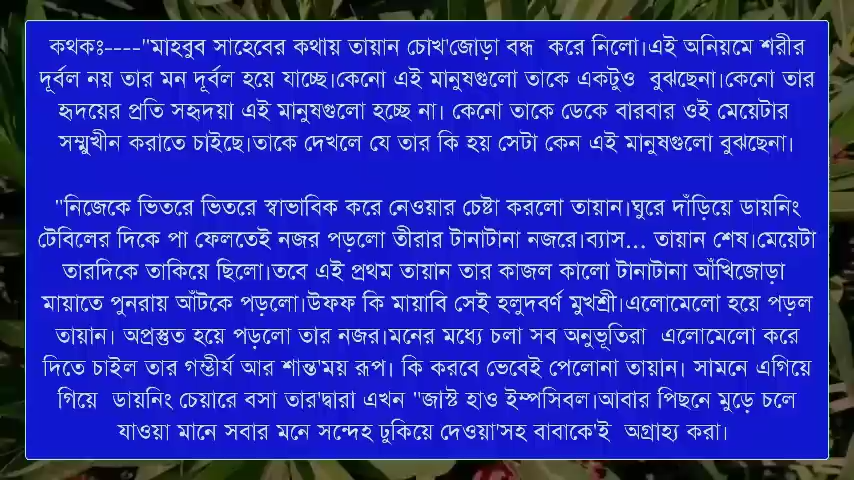 কথকঃ----"মাহবুব সাহেবের কথায় তায়ান চোখ'জোড়া বন্ধ করে নিলো।এই অনিয়মে শরীর
দূর্বল নয় তার মন দূর্বল হয়ে যাচ্ছে।কেনো এই মানুষগুলো তাকে একটুও বুঝছেনা।কেনো তার
হৃদয়ের প্রতি সহৃদয়া এই মানুষগুলো হচ্ছে না। কেনো তাকে ডেকে বারবার ওই মেয়েটার
সম্মুখীন করাতে চাইছে।তাকে দেখলে যে তার কি হয় সেটা কেন এই মানুষগুলো বুঝছেনা।
"নিজেকে ভিতরে ভিতরে স্বাভাবিক করে নেওয়ার চেষ্টা করলো তায়ান।ঘুরে দাঁড়িয়ে ডায়নিং
টেবিলের দিকে পা ফেলতেই নজর পড়লো তীরার টানাটানা নজরে।ব্যাস... তায়ান শেষ।মেয়েটা
তারদিকে তাকিয়ে ছিলো।তবে এই প্রথম তায়ান তার কাজল কালো টানাটানা আঁখিজোড়া
মায়াতে পুনরায় আঁটকে পড়লো।উফফ কি মায়াবি সেই হলুদবর্ণ মুখশ্রী।এলোমেলো হয়ে পড়ল
তায়ান। অপ্রস্তুত হয়ে পড়লো তার নজর।মনের মধ্যে চলা সব অনুভূতিরা এলোমেলো করে
দিতে চাইল তার গম্ভীর্য আর শান্ত'ময় রূপ। কি করবে ভেবেই পেলোনা তায়ান। সামনে এগিয়ে
গিয়ে ডায়নিং চেয়ারে বসা তার'দ্বারা এখন "জাস্ট হাও ইম্পসিবল।আবার পিছনে মুড়ে চলে
যাওয়া মানে সবার মনে সন্দেহ ঢুকিয়ে দেওয়া'সহ বাবাকে'ই অগ্রাহ্য করা।